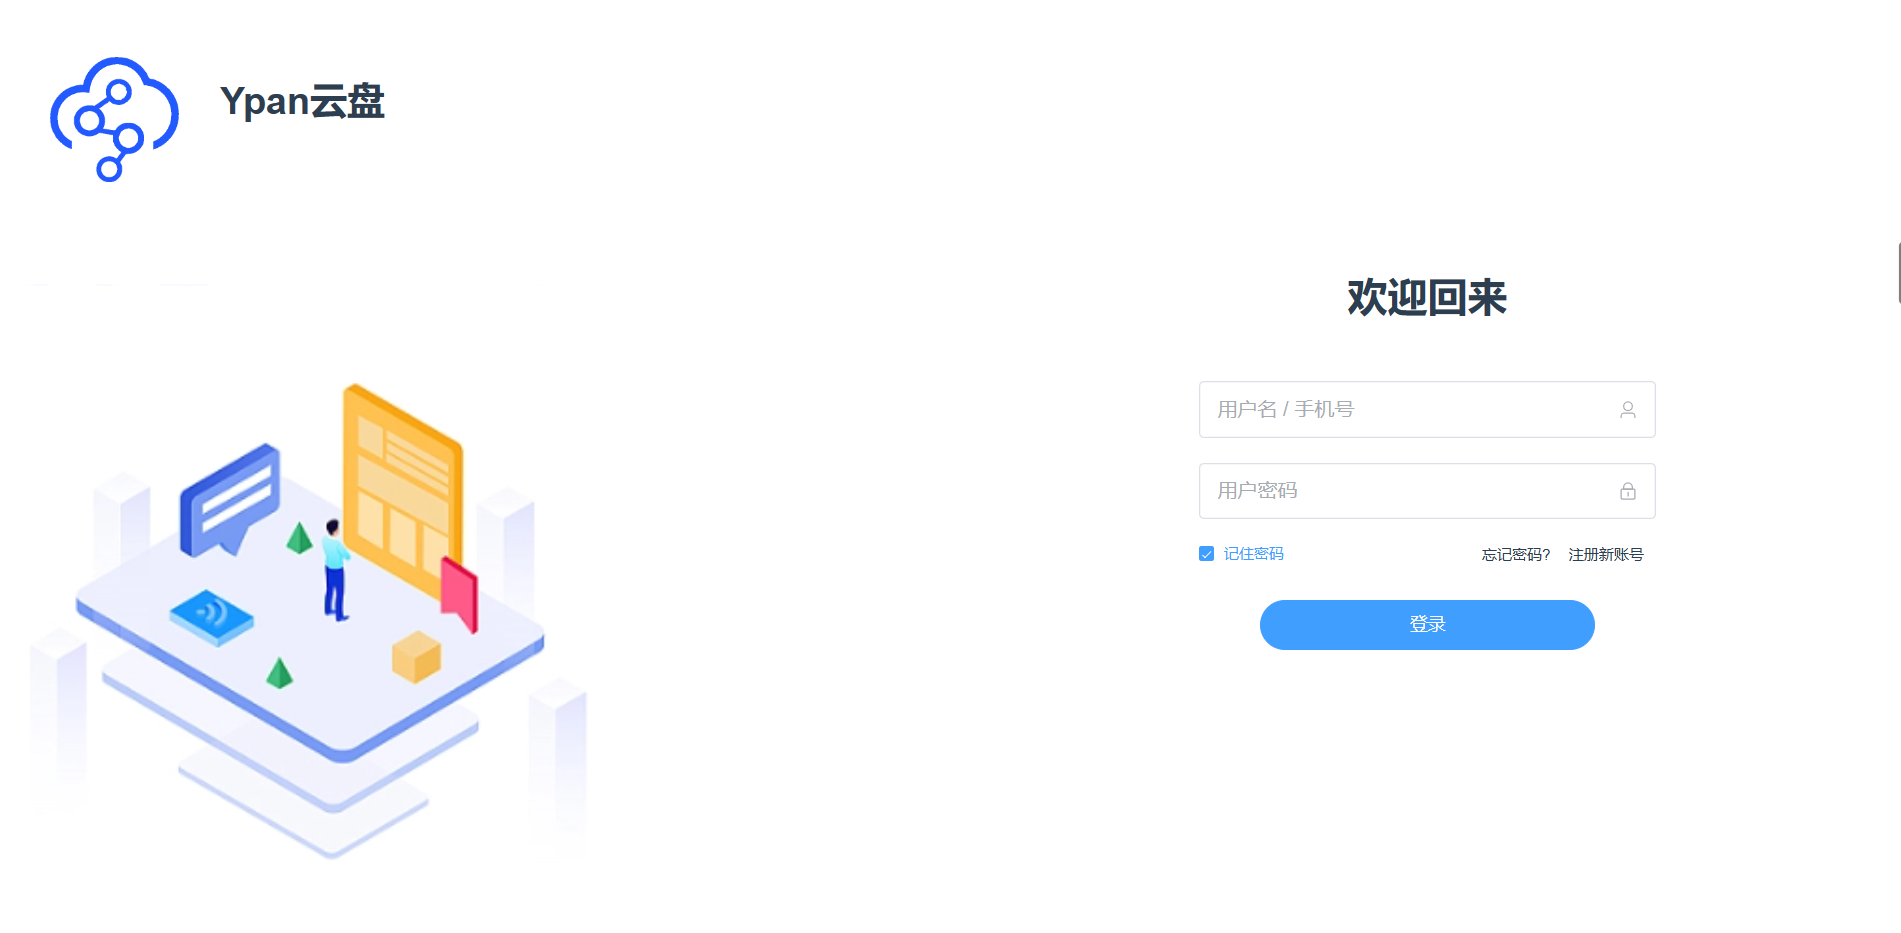 Ypan云盘
欢迎回来
用户名 / 手机号
用户密码
记住密码 忘记密码? 注册新账号
登录